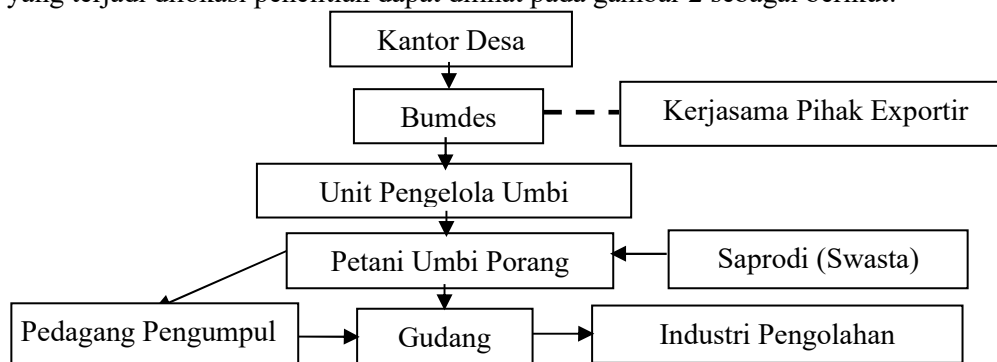 yang terjadi dilokasi penelitian dapat dilihat pada gambar 2 sebagai berikut:
Kantor Desa
Bumdes
Kerjasama Pihak Exportir
Unit Pengelola Umbi
Petani Umbi Porang
Saprodi (Swasta)
Pedagang Pengumpul
Gudang
Industri Pengolahan